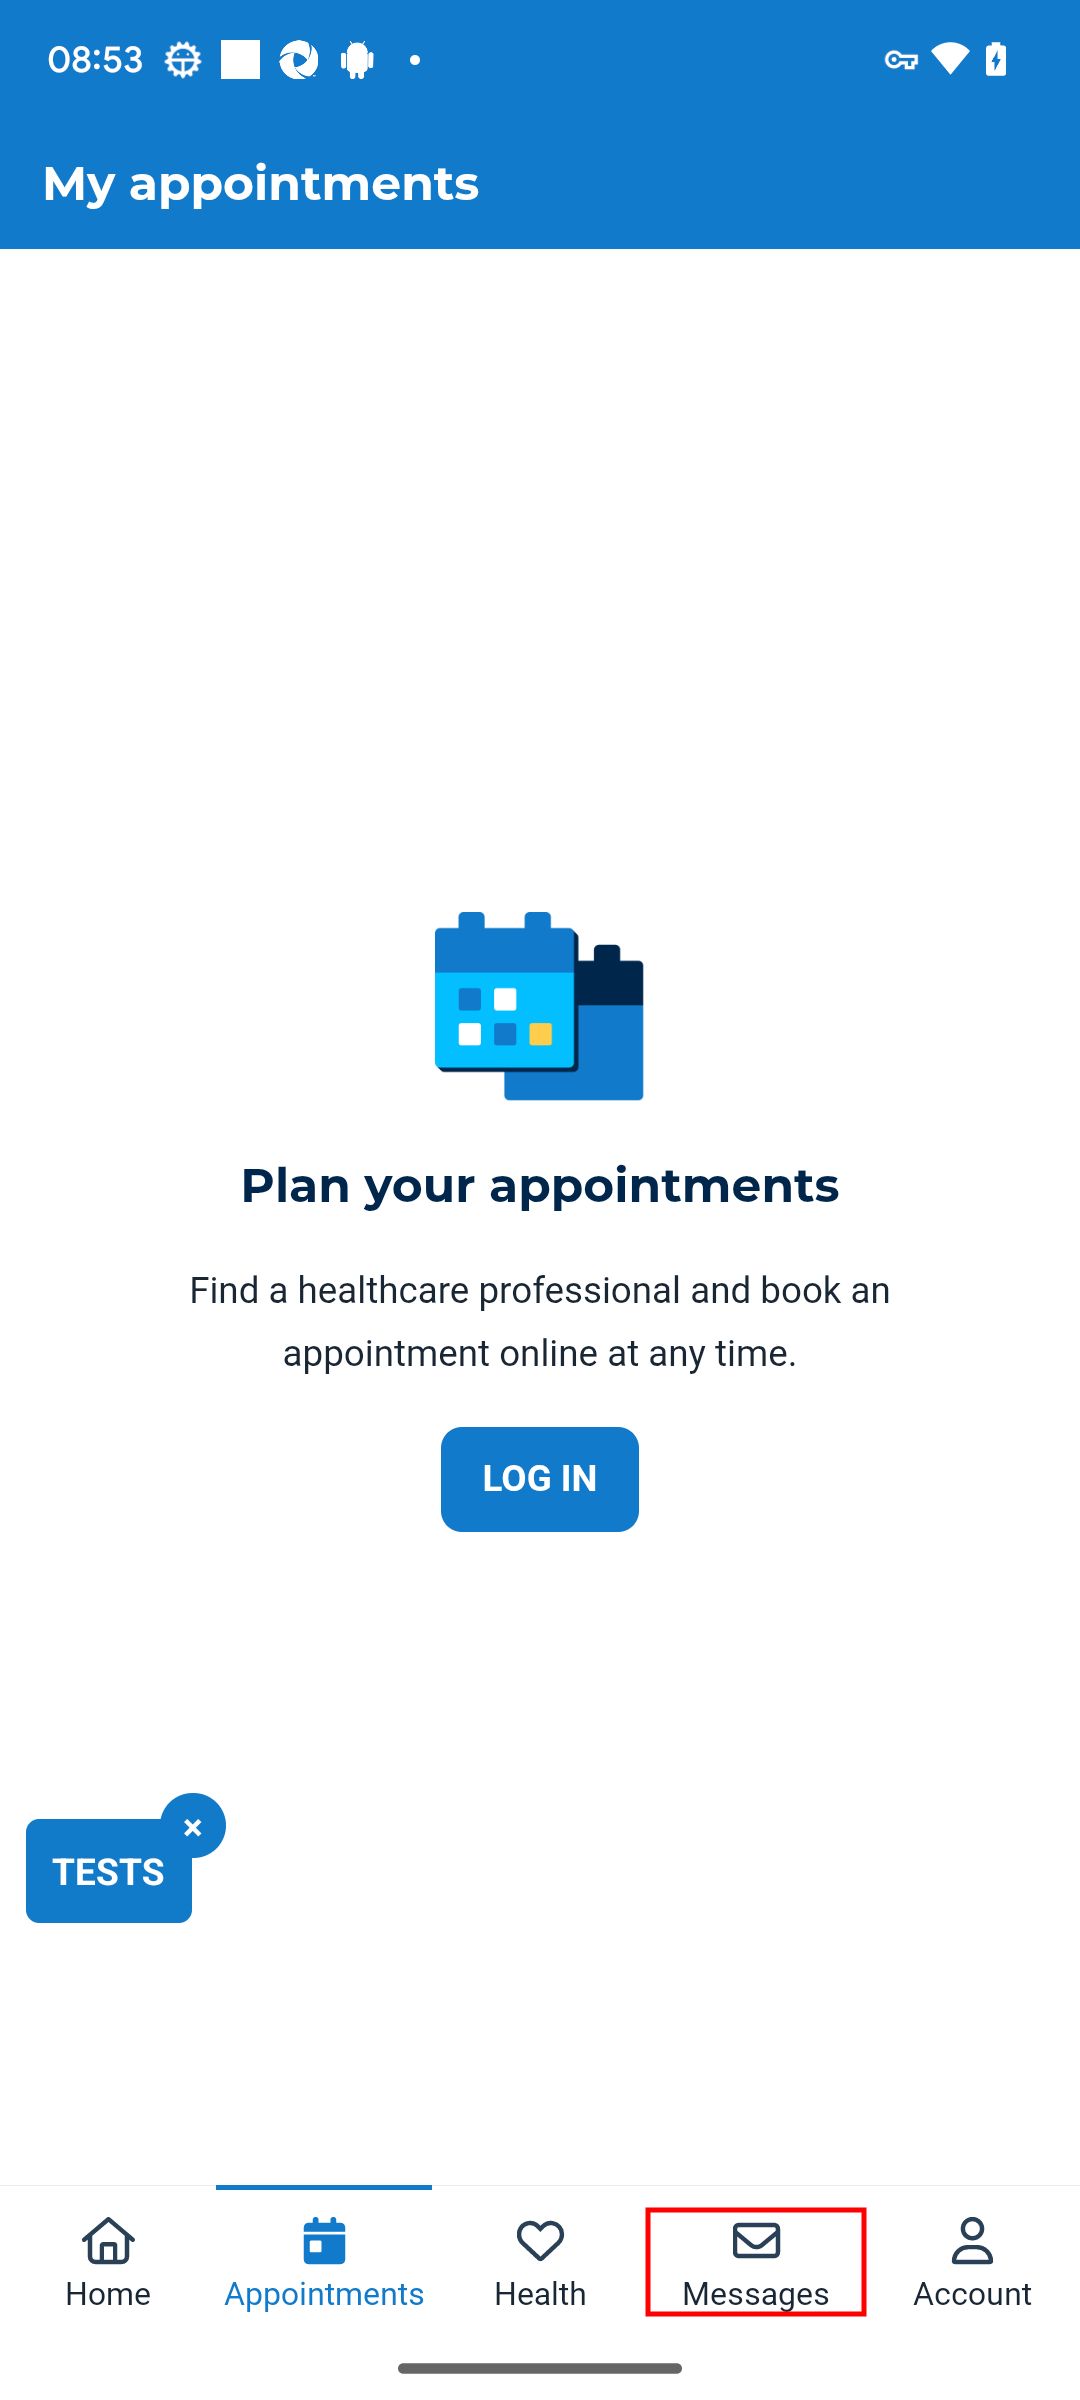 08:53
My appointments
Plan your appointments
Find a healthcare professional and book an
appointment online at any time.
LOG IN
×
TESTS
Home
Appointments
Health
Messages
Account